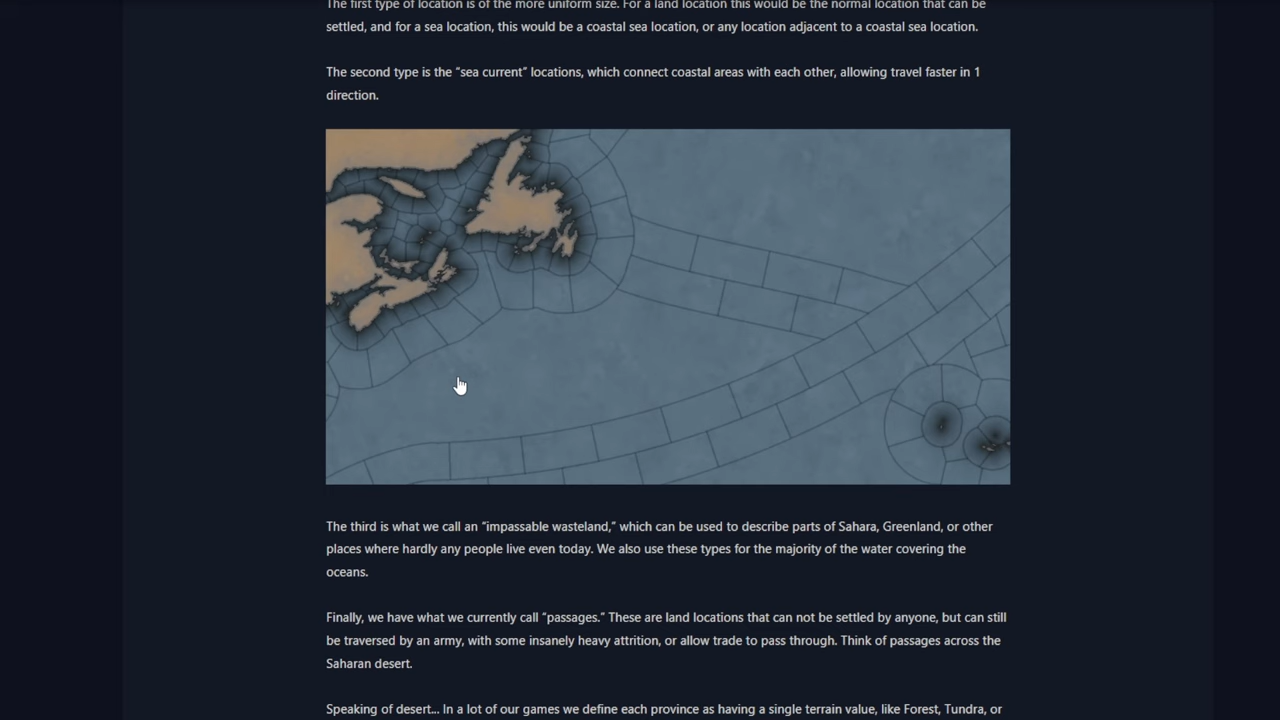 The first type of location is of the more uniform size. For a land location this would be the normal location that can be
settled, and for a sea location, this would be a coastal sea location, or any location adjacent to a coastal sea location.
The second type is the “sea current” locations, which connect coastal areas with each other, allowing travel faster in 1
direction.
The third is what we call an “impassable wasteland,” which can be used to describe parts of Sahara, Greenland, or other
places where hardly any people live even today. We also use these types for the majority of the water covering the
oceans.
Finally, we have what we currently call “passages.” These are land locations that can not be settled by anyone, but can still
be traversed by an army, with some insanely heavy attrition, or allow trade to pass through. Think of passages across the
Saharan desert.
Speaking of desert... In a lot of our games we define each province as having a single terrain value, like Forest, Tundra, or